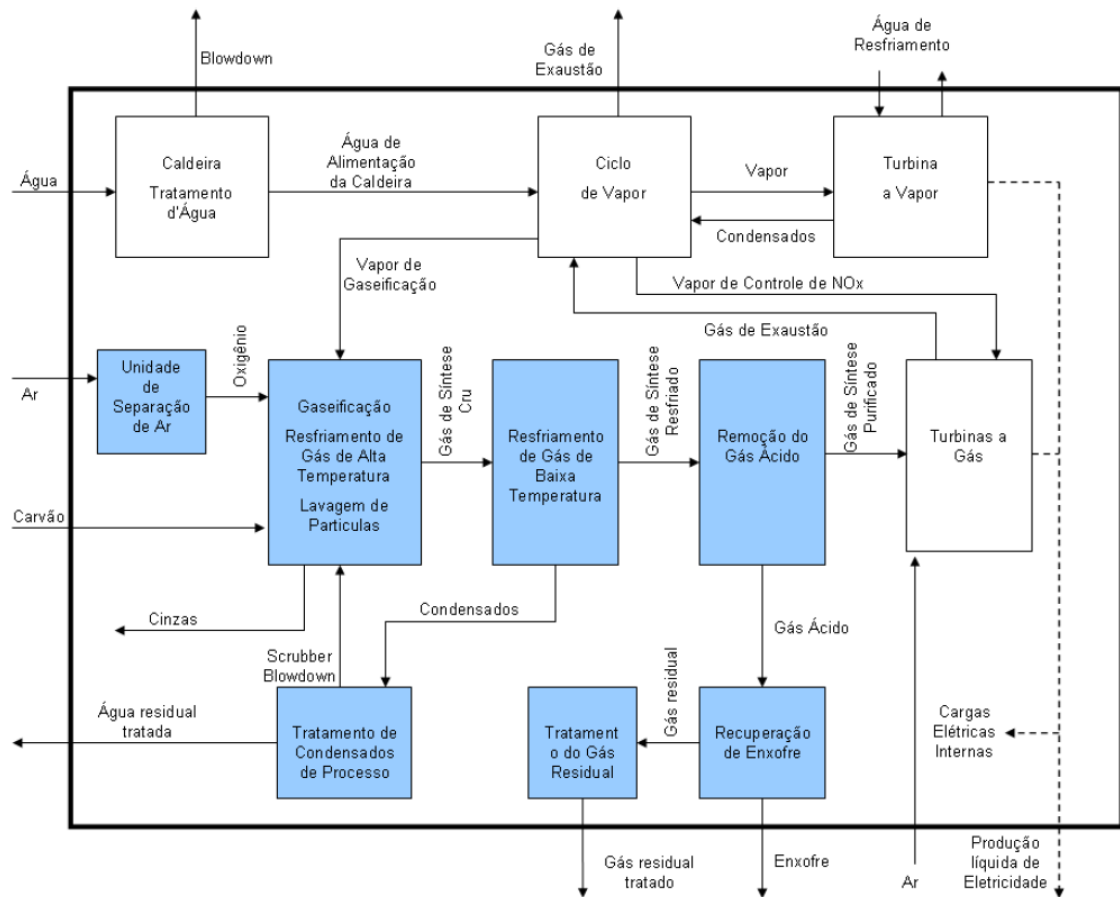 Blowdown
Gás de
Exaustão
Água de
Resfriamento
Água
Caldeira
Tratamento
d'Água
Água de
Alimentação
da Caldeira
Ciclo
de Vapor
Vapor
Condensados
Turbina
a Vapor
Vapor de
Gaseificação
Vapor de Controle de NOx
Gás de Exaustão
Ar
Unidade
de
Separação
de Ar
Oxigênio
Gaseificação
Resfriamento de
Gás de Alta
Temperatura
Lavagem de
Particulas
Gás de Síntese
Cru
Resfriamento
de Gás de
Baixa
Temperatura
Gás de Síntese
Resfriado
Remoção do
Gás Ácido
Gás de Síntese
Purificado
Turbinas a
Gás
Carvão
Cinzas
Condensados
Gás Ácido
Scrubber
Blowdown
Água residual
tratada
Tratamento de
Condensados
de Processo
Tratament
o do Gás
Residual
Gás residual
Recuperação
de Enxofre
Cargas
Elétricas
Internas
Gás residual
tratado
Enxofre
Ar
Produção
líquida de
Eletricidade